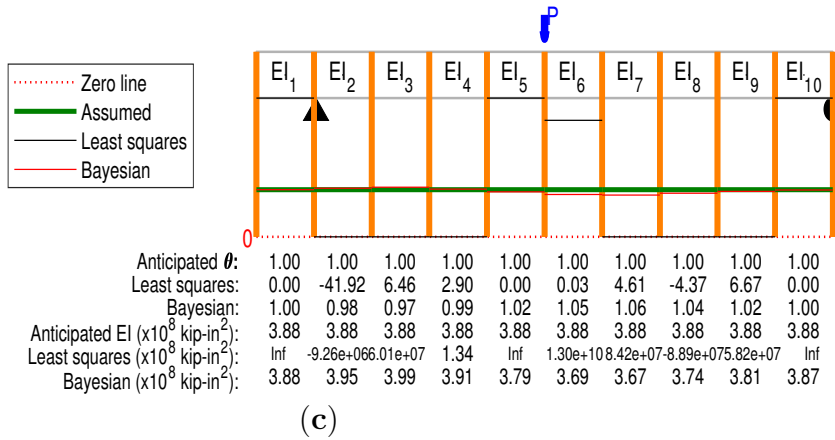 P
EI1 EI2 EI3 EI4 EI5 EI6 EI7 EI8 EI9 EI10
Zero line
Assumed
Least squares
Bayesian
0
Anticipated θ: 1.00 1.00 1.00 1.00 1.00 1.00 1.00 1.00 1.00 1.00
Least squares: 0.00 -41.92 6.46 2.90 0.00 0.03 4.61 -4.37 6.67 0.00
Bayesian: 1.00 0.98 0.97 0.99 1.02 1.05 1.06 1.04 1.02 1.00
Anticipated EI (x10^8 kip-in^2): 3.88 3.88 3.88 3.88 3.88 3.88 3.88 3.88 3.88 3.88
Least squares (x10^8 kip-in^2): Inf -9.26e+06 6.01e+07 1.34 Inf 1.30e+10 8.42e+07 -8.89e+07 5.82e+07 Inf
Bayesian (x10^8 kip-in^2): 3.88 3.95 3.99 3.91 3.79 3.69 3.67 3.74 3.81 3.87
(c)